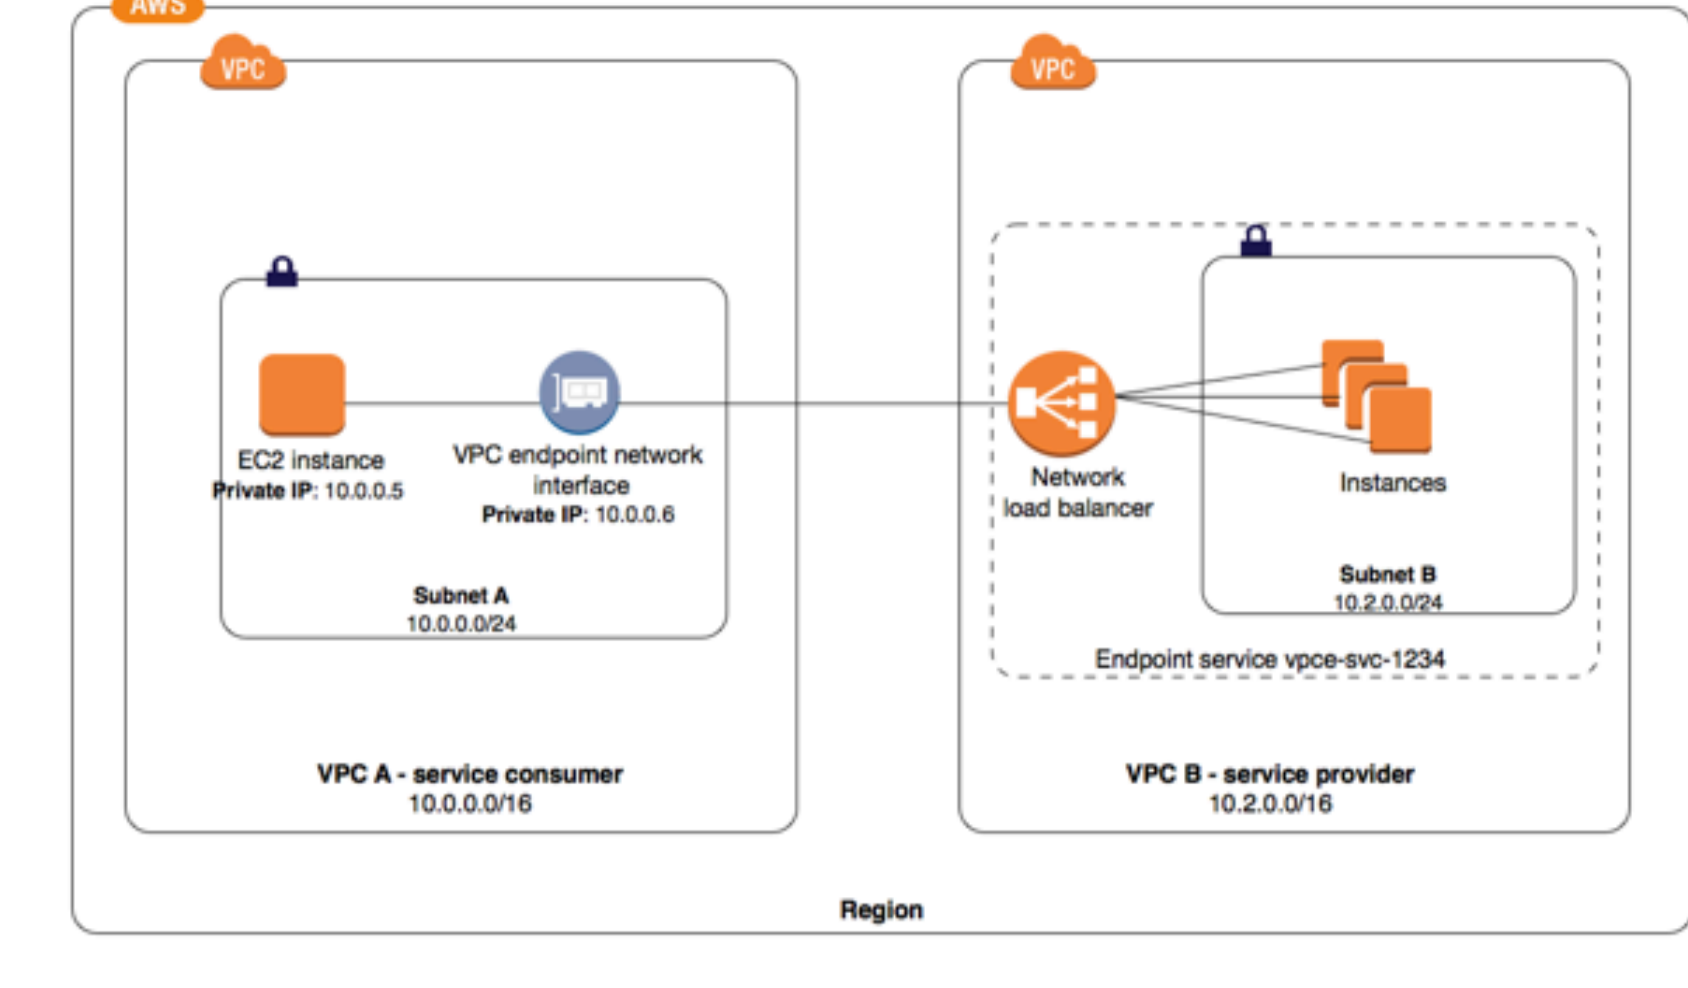 AWS
VPC
VPC
EC2 instance
Private IP: 10.0.0.5
VPC endpoint network
interface
Private IP: 10.0.0.6
Subnet A
10.0.0.0/24
VPC A - service consumer
10.0.0.0/16
Network
load balancer
Instances
Subnet B
10.2.0.0/24
Endpoint service vpce-svc-1234
VPC B - service provider
10.2.0.0/16
Region